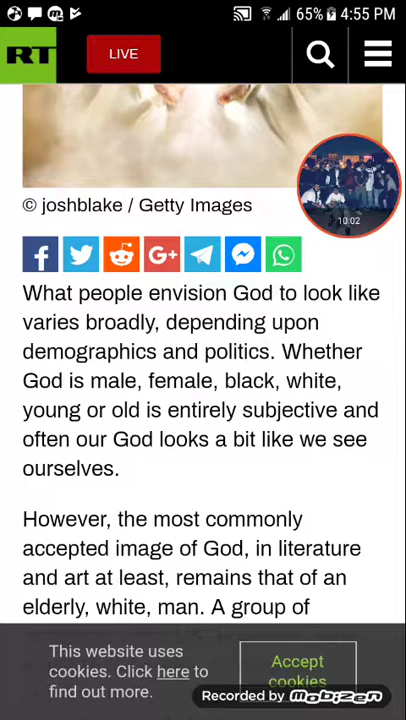 65% 4:55 PM
RT
LIVE
© joshblake / Getty Images
10:02
What people envision God to look like
varies broadly, depending upon
demographics and politics. Whether
God is male, female, black, white,
young or old is entirely subjective and
often our God looks a bit like we see
ourselves.
However, the most commonly
accepted image of God, in literature
and art at least, remains that of an
elderly, white, man. A group of
This website uses
cookies. Click here to
find out more.
Accept
cookies
Recorded by mobizen